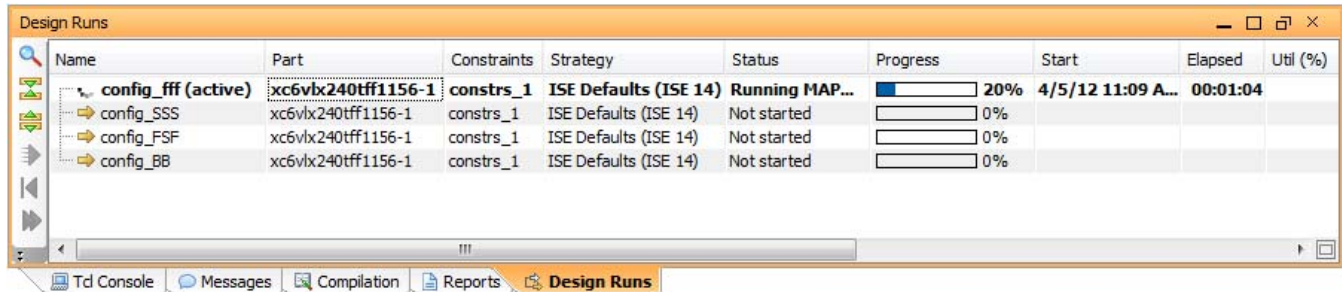 Design Runs
Name Part Constraints Strategy Status Progress Start Elapsed Util (%)
config_fff (active) xc6vlx240tff1156-1 constrs_1 ISE Defaults (ISE 14) Running MAP... 20% 4/5/12 11:09 A... 00:01:04
config_SSS xc6vlx240tff1156-1 constrs_1 ISE Defaults (ISE 14) Not started 0%
config_FSF xc6vlx240tff1156-1 constrs_1 ISE Defaults (ISE 14) Not started 0%
config_BB xc6vlx240tff1156-1 constrs_1 ISE Defaults (ISE 14) Not started 0%
Tcl Console Messages Compilation Reports Design Runs